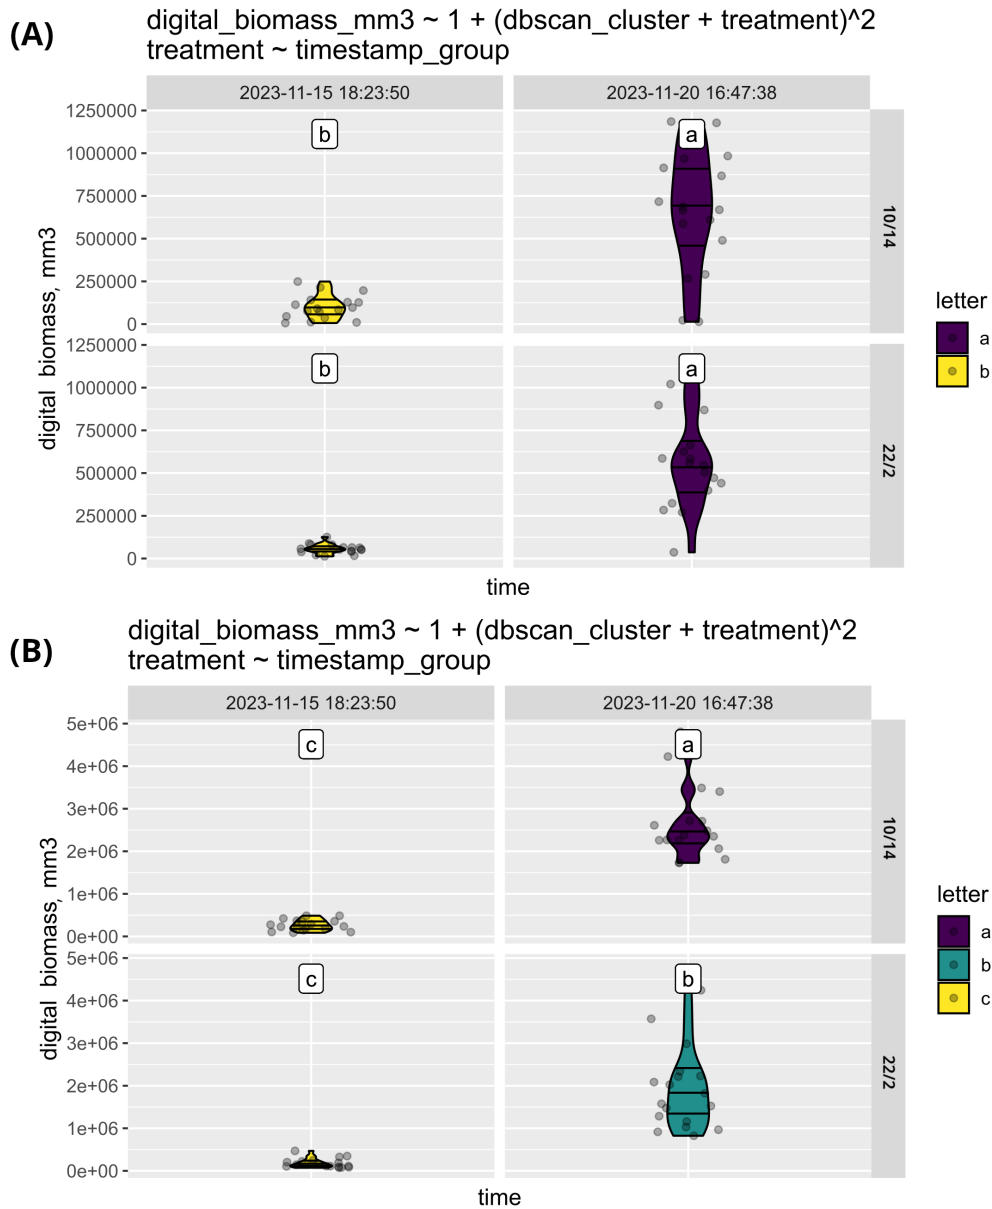 (A)
digital_biomass_mm3 ~ 1 + (dbscan_cluster + treatment)^2
treatment ~ timestamp_group
2023-11-15 18:23:50
2023-11-20 16:47:38
digital biomass, mm3
1250000
1000000
750000
500000
250000
0
b
a
10/14
1250000
1000000
750000
500000
250000
0
b
a
22/2
time
letter
a
b
(B)
digital_biomass_mm3 ~ 1 + (dbscan_cluster + treatment)^2
treatment ~ timestamp_group
2023-11-15 18:23:50
2023-11-20 16:47:38
digital biomass, mm3
5e+06
4e+06
3e+06
2e+06
1e+06
0e+00
c
a
10/14
5e+06
4e+06
3e+06
2e+06
1e+06
0e+00
c
b
22/2
time
letter
a
b
c